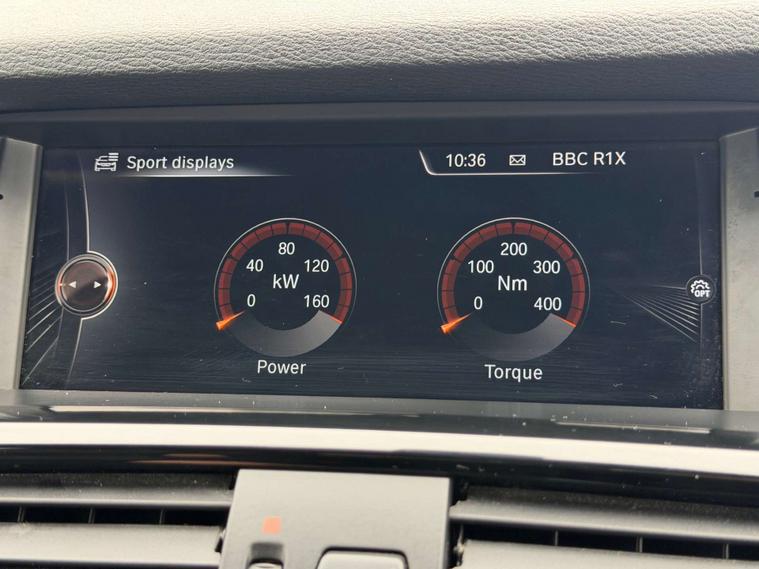 Sport displays
10:36 BBC R1X
0 40 80 120 160
kW
Power
0 100 200 300 400
Nm
Torque
OPT